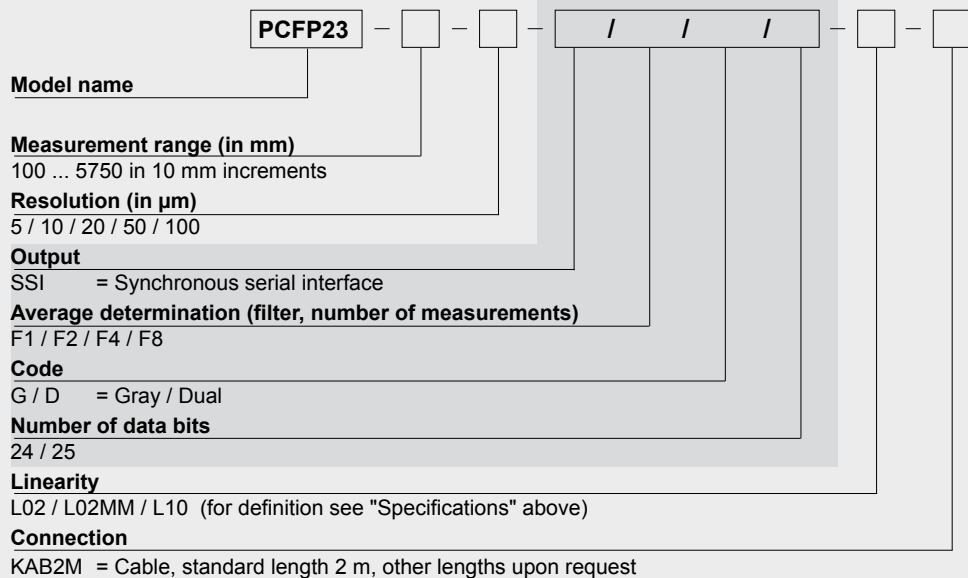 PCFP23 – – – / / / – –
Model name
Measurement range (in mm)
100 ... 5750 in 10 mm increments
Resolution (in µm)
5 / 10 / 20 / 50 / 100
Output
SSI = Synchronous serial interface
Average determination (filter, number of measurements)
F1 / F2 / F4 / F8
Code
G / D = Gray / Dual
Number of data bits
24 / 25
Linearity
L02 / L02MM / L10 (for definition see "Specifications" above)
Connection
KAB2M = Cable, standard length 2 m, other lengths upon request